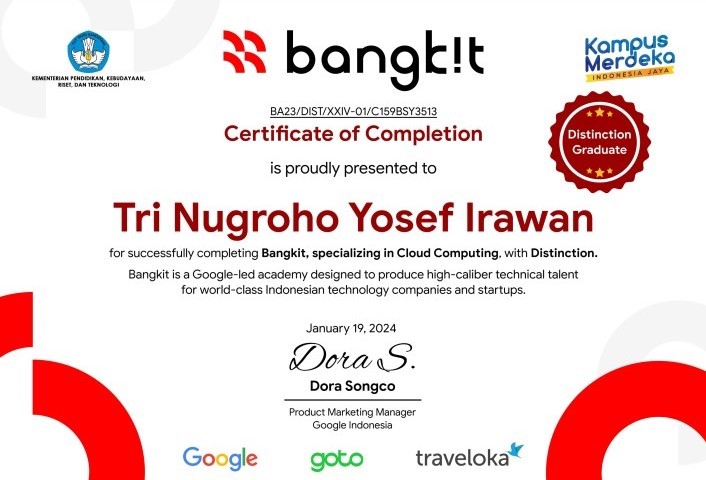 KEMENTERIAN PENDIDIKAN, KEBUDAYAAN,
RISET, DAN TEKNOLOGI
bangk!t
Kampus
Merdeka
INDONESIA JAYA
BA23/DIST/XXIV-01/C159BSY3513
Certificate of Completion
Distinction
Graduate
is proudly presented to
Tri Nugroho Yosef Irawan
for successfully completing Bangkit, specializing in Cloud Computing, with Distinction.
Bangkit is a Google-led academy designed to produce high-caliber technical talent
for world-class Indonesian technology companies and startups.
January 19, 2024
Dora S.
Dora Songco
Product Marketing Manager
Google Indonesia
Google
goto
traveloka